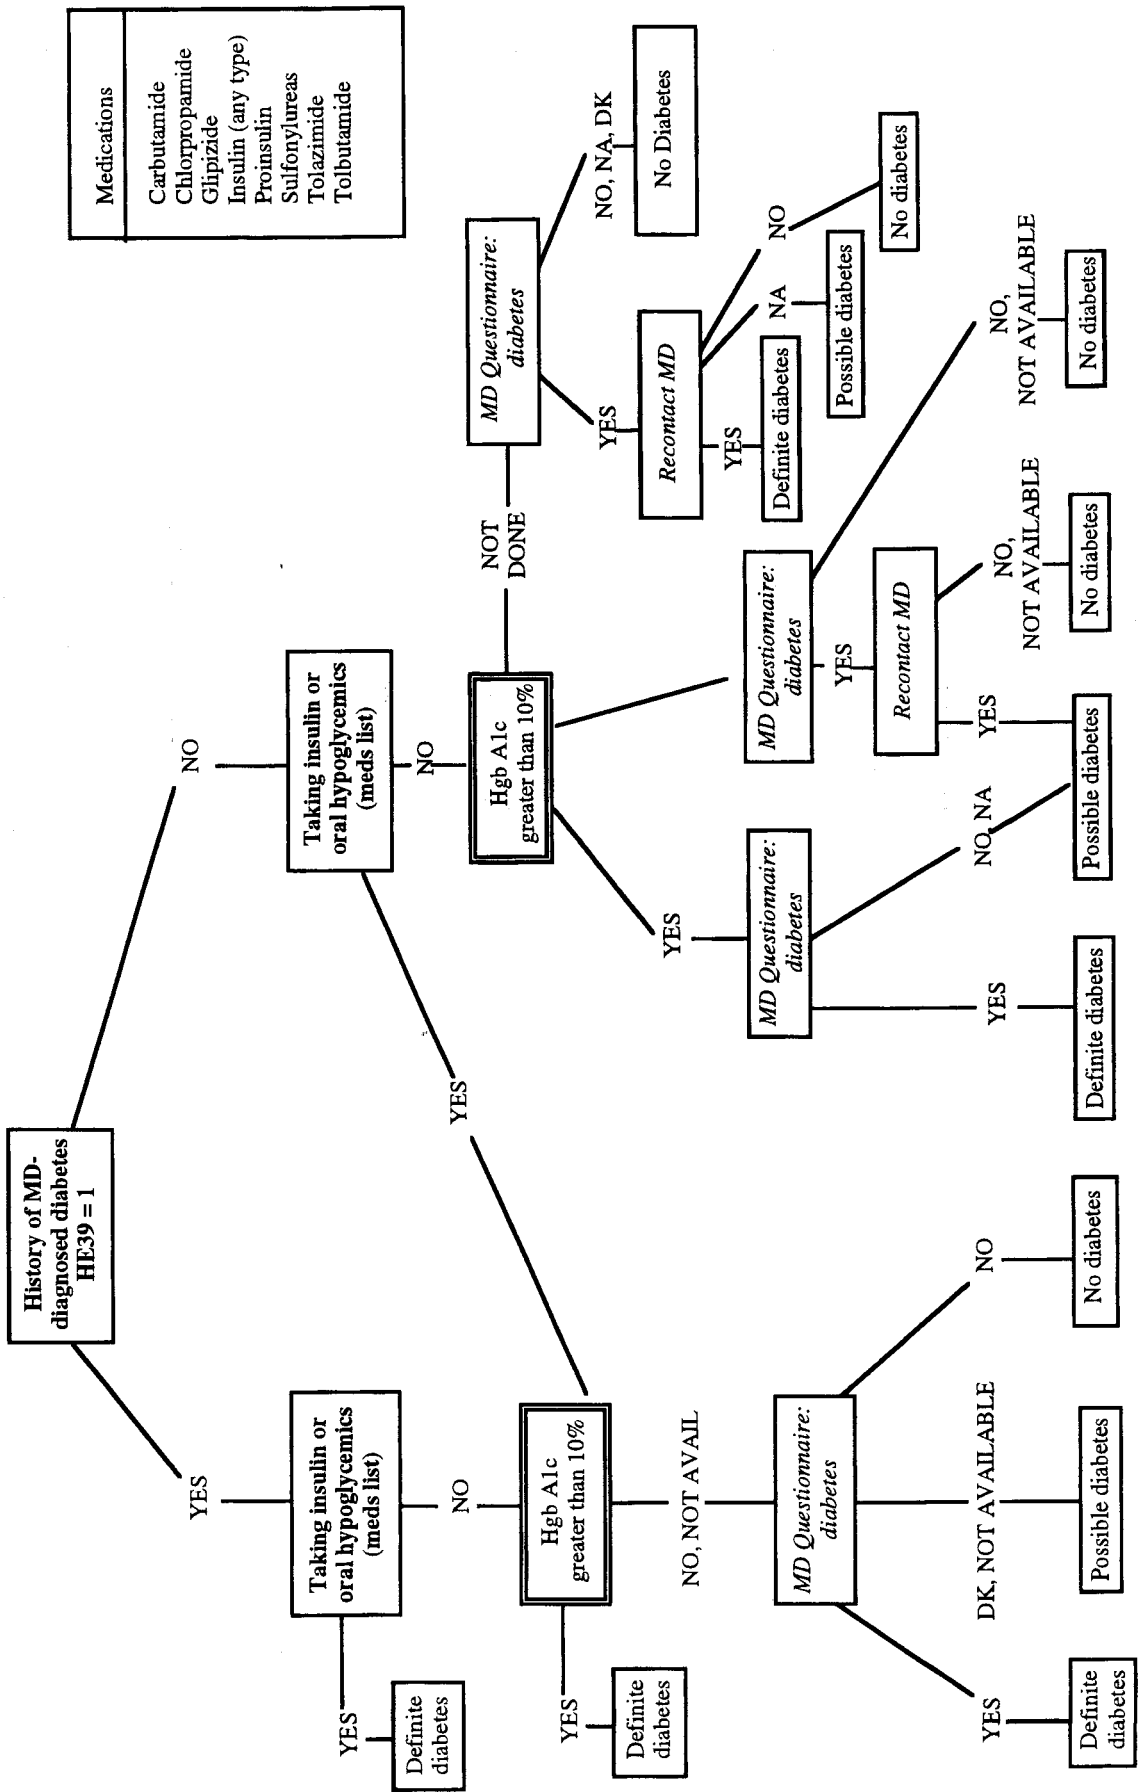 History of MD-
diagnosed diabetes
HE39 = 1
YES
NO
Medications
Carbutamide
Chlorpropamide
Glipizide
Insulin (any type)
Proinsulin
Sulfonylureas
Tolazimide
Tolbutamide
Taking insulin or
oral hypoglycemics
(meds list)
Taking insulin or
oral hypoglycemics
(meds list)
YES
Definite
diabetes
NO
YES
NO
Hgb A1c
greater than 10%
Hgb A1c
greater than 10%
NOT
DONE
MD Questionnaire:
diabetes
NO, NA, DK
No Diabetes
YES
Recontact MD
YES
NA
NO
Definite diabetes
Possible diabetes
No diabetes
YES
Definite
diabetes
NO, NOT AVAIL
YES
MD Questionnaire:
diabetes
MD Questionnaire:
diabetes
MD Questionnaire:
diabetes
YES
NO,
NOT AVAILABLE
No diabetes
Recontact MD
YES
DK, NOT AVAILABLE
NO
YES
NO, NA
YES
NO,
NOT AVAILABLE
Definite
diabetes
Possible diabetes
No diabetes
Definite diabetes
Possible diabetes
No diabetes